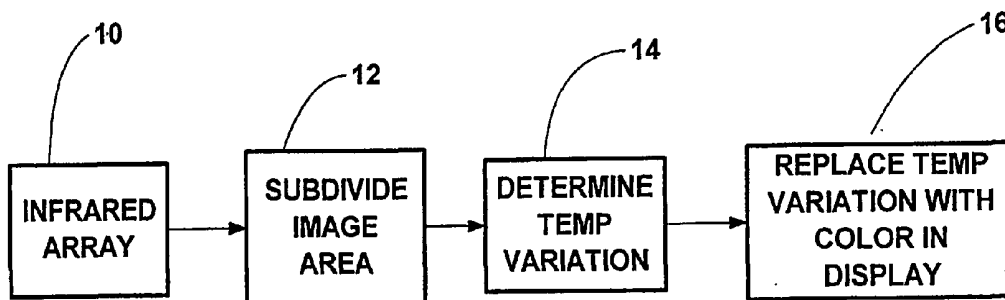 10
12
14
16
INFRARED
ARRAY
SUBDIVIDE
IMAGE
AREA
DETERMINE
TEMP
VARIATION
REPLACE TEMP
VARIATION WITH
COLOR IN
DISPLAY